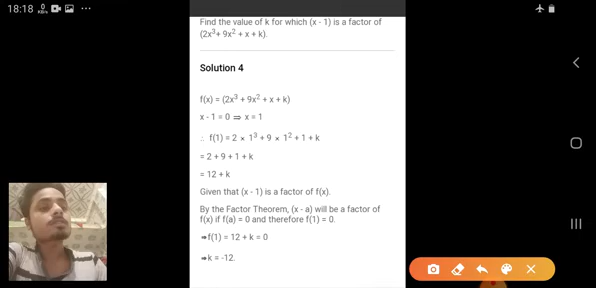 18:18 0 KB/s ...
Find the value of k for which (x - 1) is a factor of
(2x³+ 9x² + x + k).
Solution 4
f(x) = (2x³ + 9x² + x + k)
x - 1 = 0 ⇒ x = 1
∴ f(1) = 2 × 1³ + 9 × 1² + 1 + k
= 2 + 9 + 1 + k
= 12 + k
Given that (x - 1) is a factor of f(x).
By the Factor Theorem, (x - a) will be a factor of
f(x) if f(a) = 0 and therefore f(1) = 0.
⇒f(1) = 12 + k = 0
⇒k = -12.